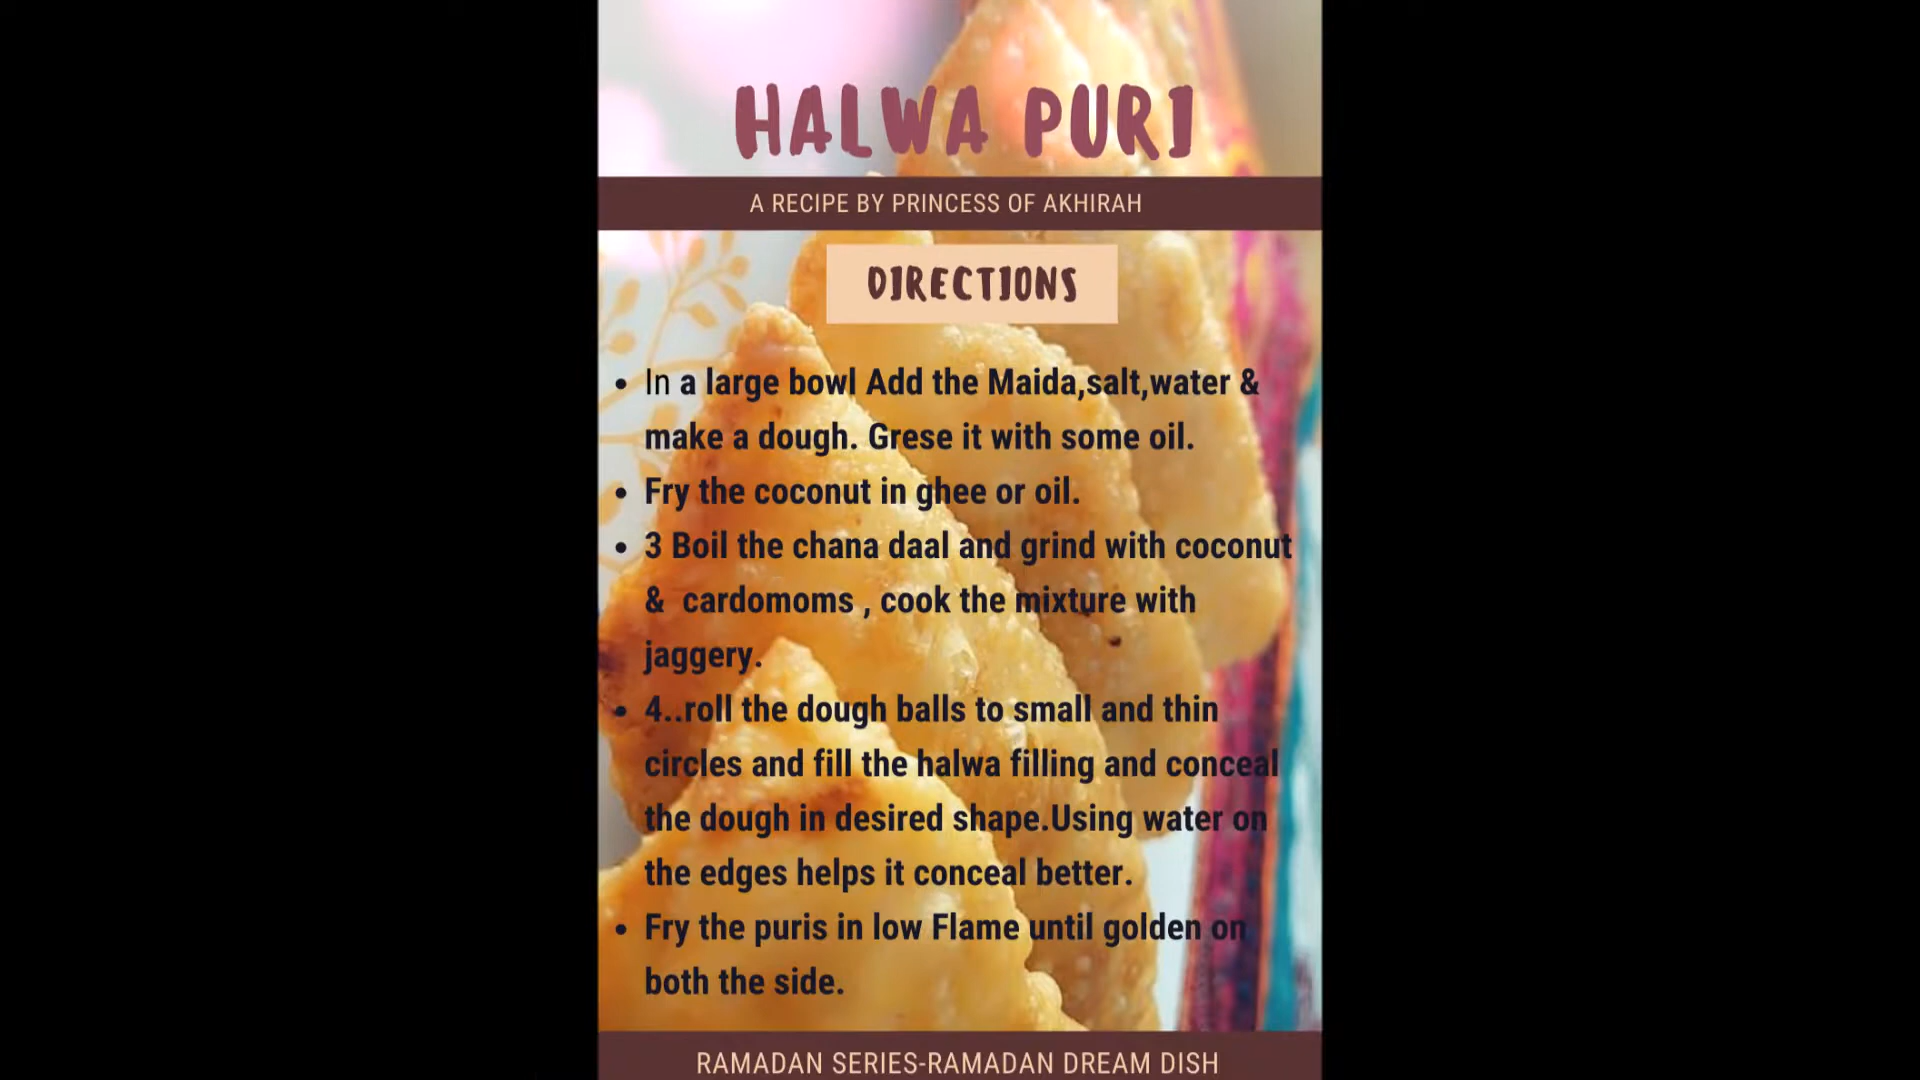 HALWA PURI
A RECIPE BY PRINCESS OF AKHIRAH
DIRECTIONS
• In a large bowl Add the Maida,salt,water &
make a dough. Grese it with some oil.
• Fry the coconut in ghee or oil.
• 3 Boil the chana daal and grind with coconut
& cardomoms , cook the mixture with
jaggery.
• 4..roll the dough balls to small and thin
circles and fill the halwa filling and conceal
the dough in desired shape.Using water on
the edges helps it conceal better.
• Fry the puris in low Flame until golden on
both the side.
RAMADAN SERIES-RAMADAN DREAM DISH